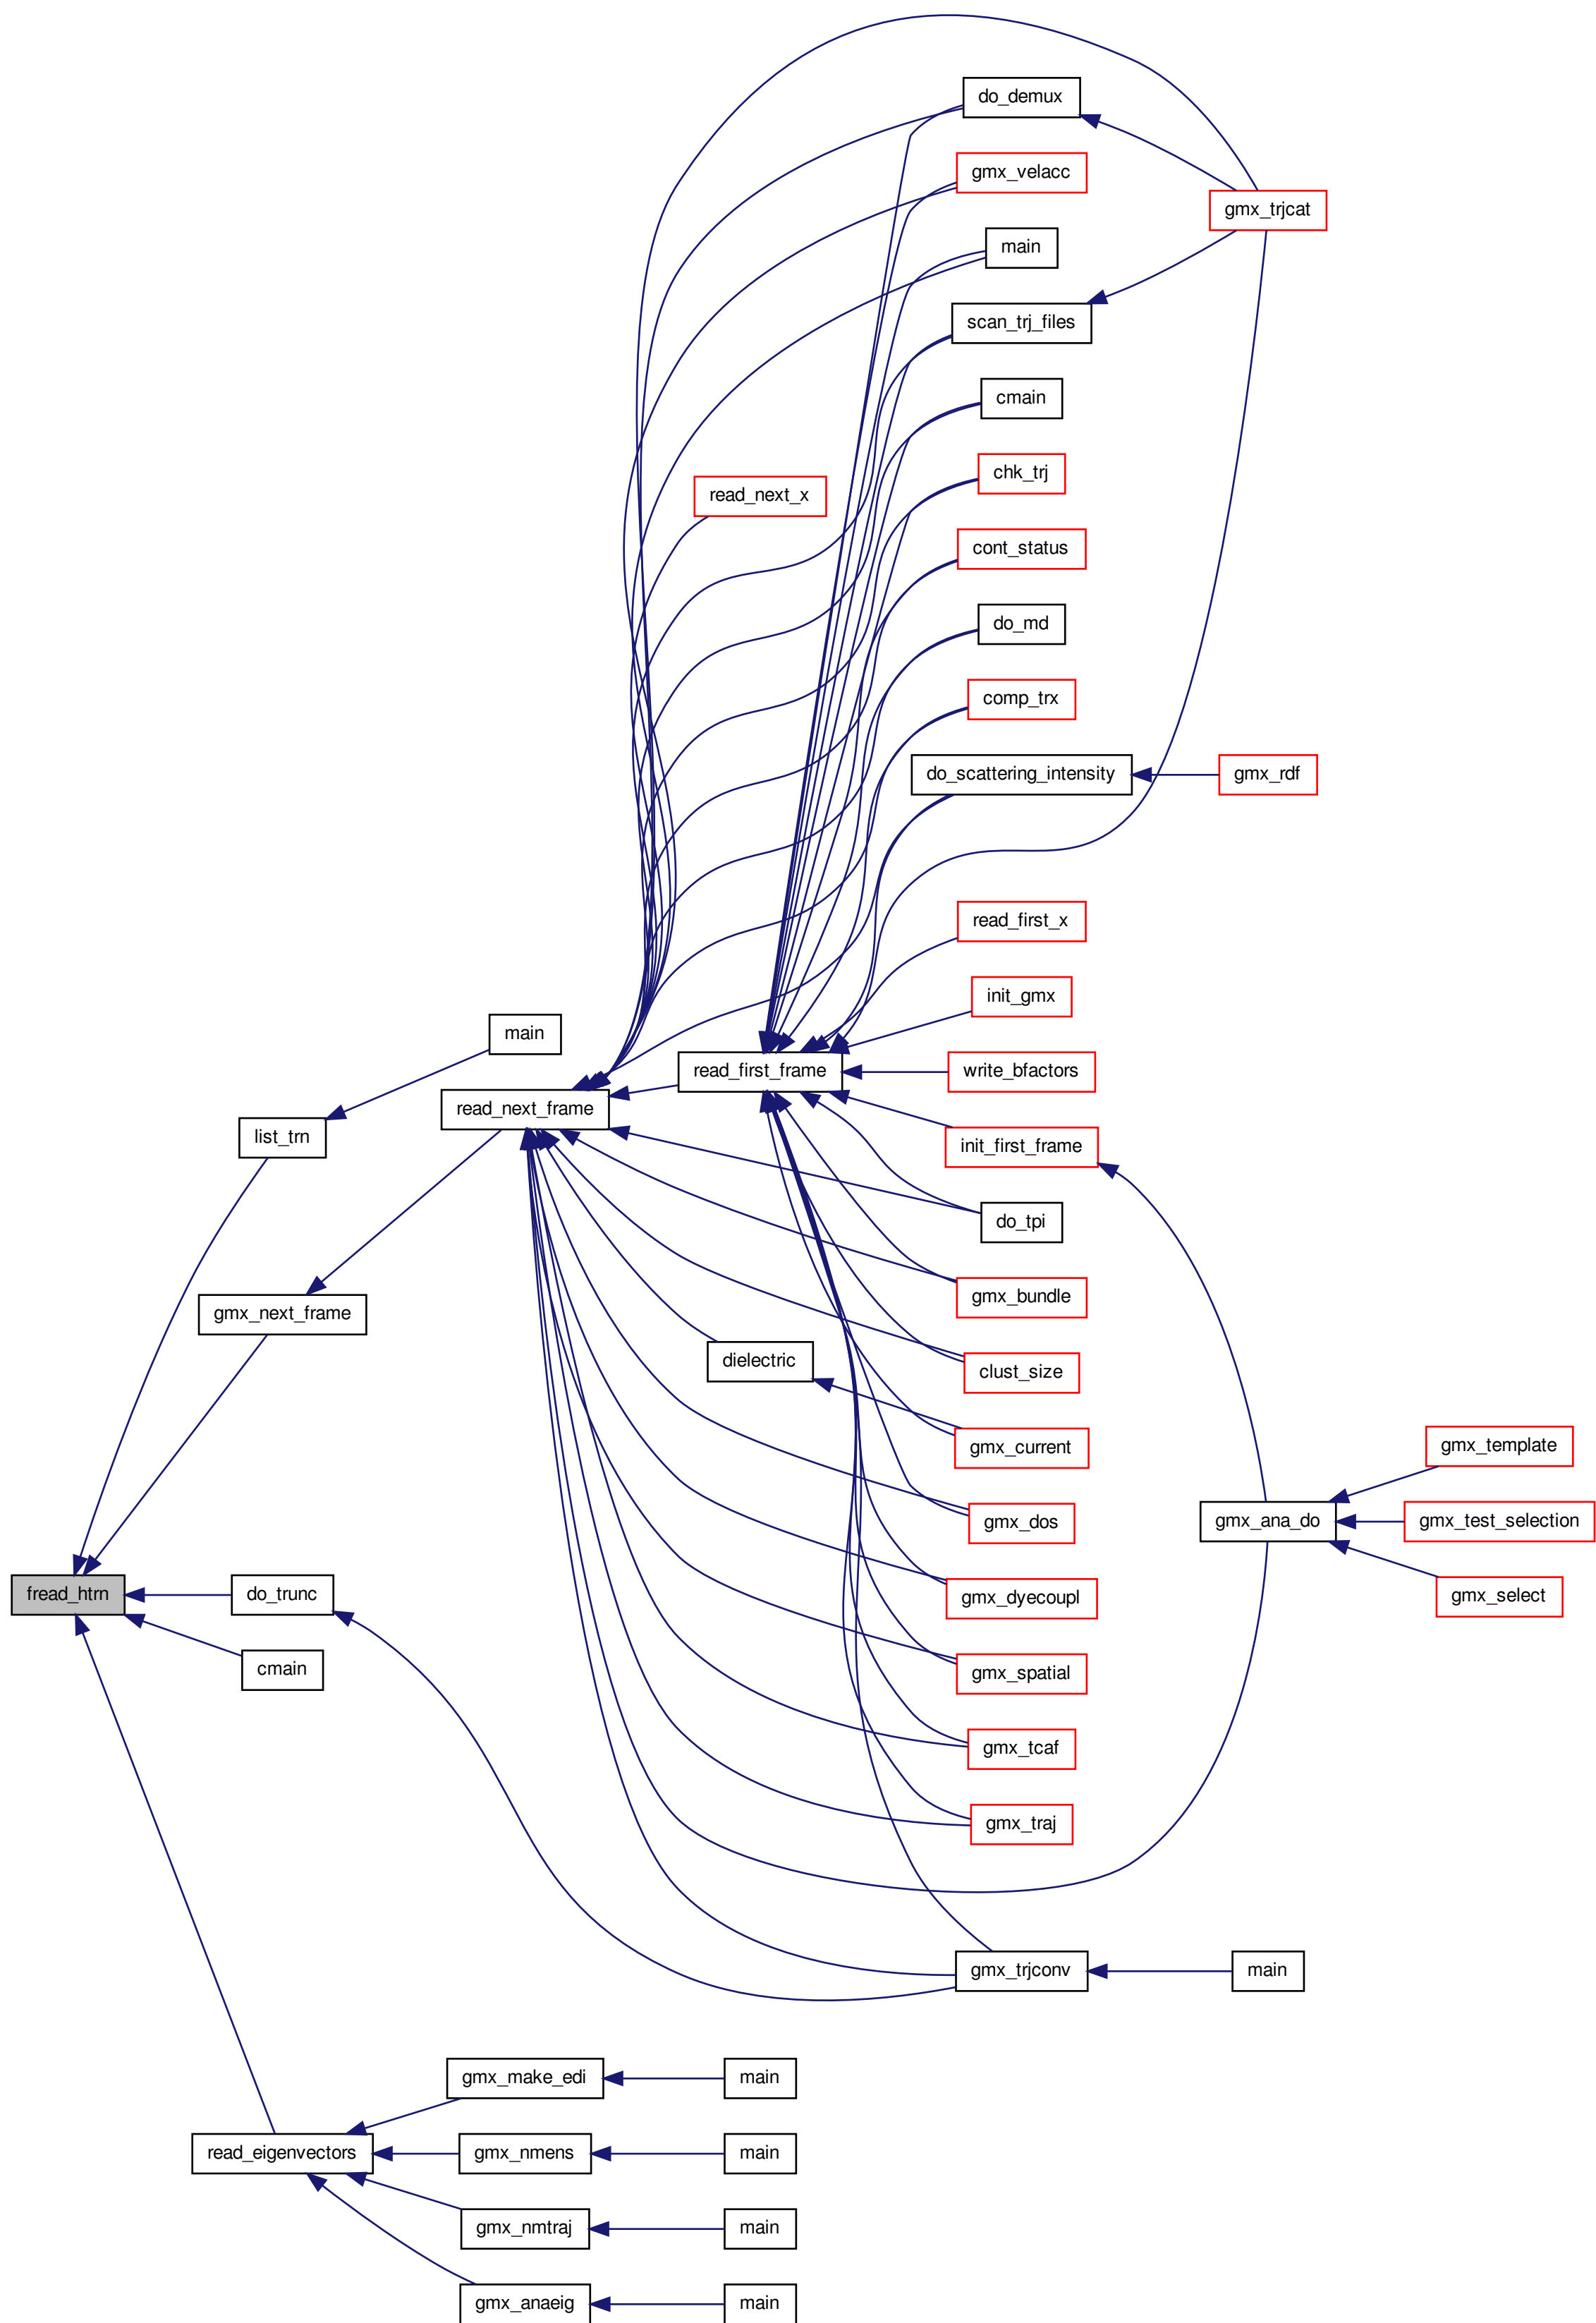 do_demux
gmx_velacc
gmx_trjcat
main
scan_trj_files
cmain
chk_trj
read_next_x
cont_status
do_md
comp_trx
do_scattering_intensity
gmx_rdf
read_first_x
init_gmx
main
read_first_frame
write_bfactors
read_next_frame
list_trn
init_first_frame
do_tpi
gmx_bundle
gmx_next_frame
dielectric
clust_size
gmx_current
gmx_template
gmx_dos
gmx_ana_do
gmx_test_selection
fread_htrn
do_trunc
gmx_dyecoupl
gmx_select
cmain
gmx_spatial
gmx_tcaf
gmx_traj
gmx_trjconv
main
gmx_make_edi
main
read_eigenvectors
gmx_nmens
main
gmx_nmtraj
main
gmx_anaeig
main